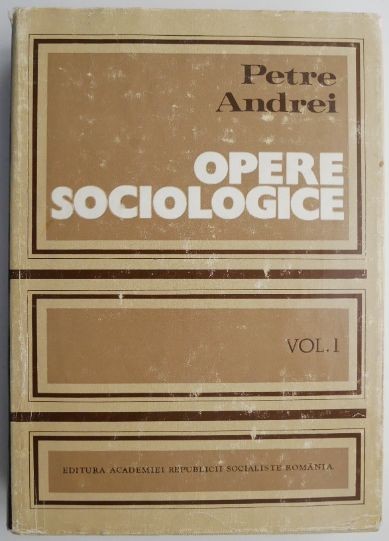 Petre
Andrei
OPERE
SOCIOLOGICE
VOL. I
EDITURA ACADEMIEI REPUBLICII SOCIALISTE ROMÂNIA